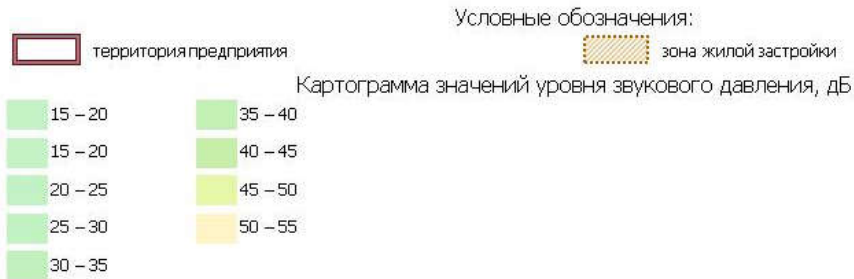 Условные обозначения:
территория предприятия
зона жилой застройки
Картограмма значений уровня звукового давления, дБ
15 – 20
35 – 40
15 – 20
40 – 45
20 – 25
45 – 50
25 – 30
50 – 55
30 – 35